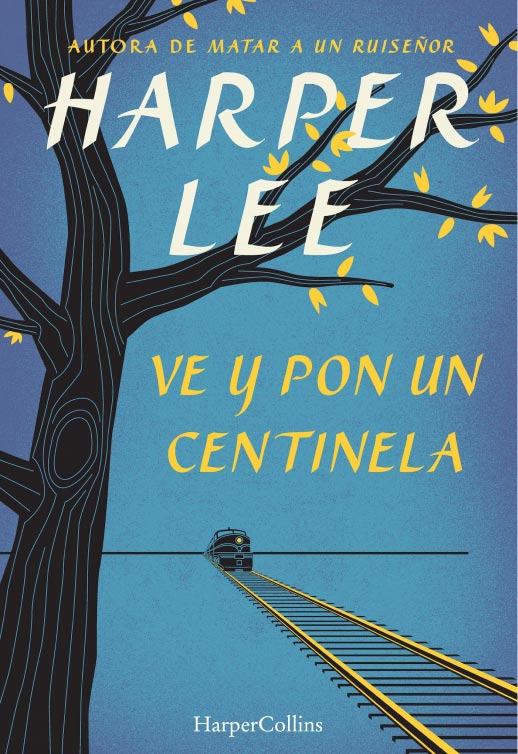 AUTORA DE MATAR A UN RUISEÑOR
HARPER
LEE
VE Y PON UN
CENTINELA
HarperCollins